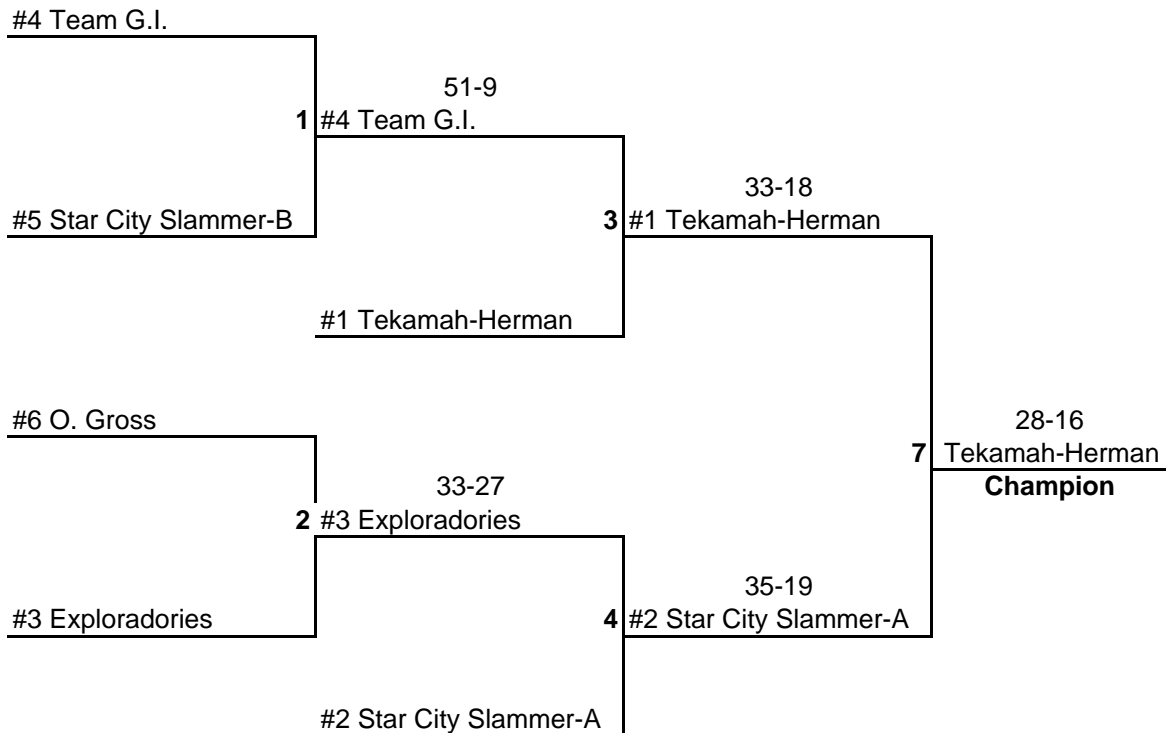 #4 Team G.I.
51-9
1 #4 Team G.I.
33-18
#5 Star City Slammer-B
3 #1 Tekamah-Herman
#1 Tekamah-Herman
#6 O. Gross
28-16
7 Tekamah-Herman
Champion
33-27
2 #3 Exploradories
35-19
#3 Exploradories
4 #2 Star City Slammer-A
#2 Star City Slammer-A